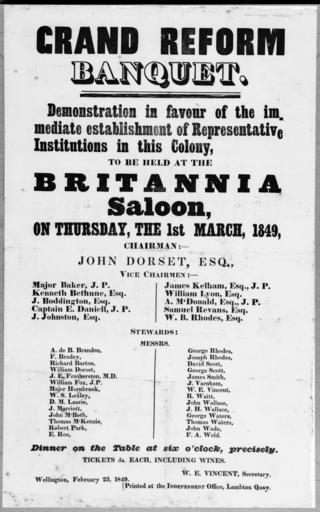 GRAND REFORM
BANQUET.
Demonstration in favour of the im-
mediate establishment of Representative
Institutions in this Colony,
TO BE HELD AT THE
BRITANNIA
Saloon,
ON THURSDAY, THE 1st MARCH, 1849,
CHAIRMAN:—
JOHN DORSET, ESQ.,
VICE CHAIRMEN:—
Major Baker, J. P.
Kenneth Bethune, Esq.
J. Boddington, Esq.
Captain E. Daniell, J. P.
J. Johnston, Esq.
James Kelham, Esq., J. P.
William Lyon, Esq.
A. McDonald, Esq., J. P.
Samuel Revans, Esq.
W. B. Rhodes, Esq.
STEWARDS:
MESSRS.
A. de B. Brandon,
F. Bradey,
Richard Barton,
William Dorset,
J. E. Featherston, M.D.
William Fox, J.P.
Major Hornbrook,
W. S. Loxley,
D. M. Laurie,
J. Marriott,
John M'Beth,
Thomas M'Kenzie,
Robert Park,
E. Roe,
George Rhodes,
Joseph Rhodes,
David Scott,
George Scott,
James Smith,
J. Varnham,
W. E. Vincent,
R. Waitt,
John Wallace,
J. H. Wallace,
George Waters,
Thomas Waters,
John Wade,
F. A. Weld.
Dinner on the Table at six o'clock, precisely.
TICKETS 5s. EACH, INCLUDING WINES.
W. E. VINCENT, Secretary.
Wellington, February 23, 1849.
[Printed at the INDEPENDENT Office, Lambton Quay.